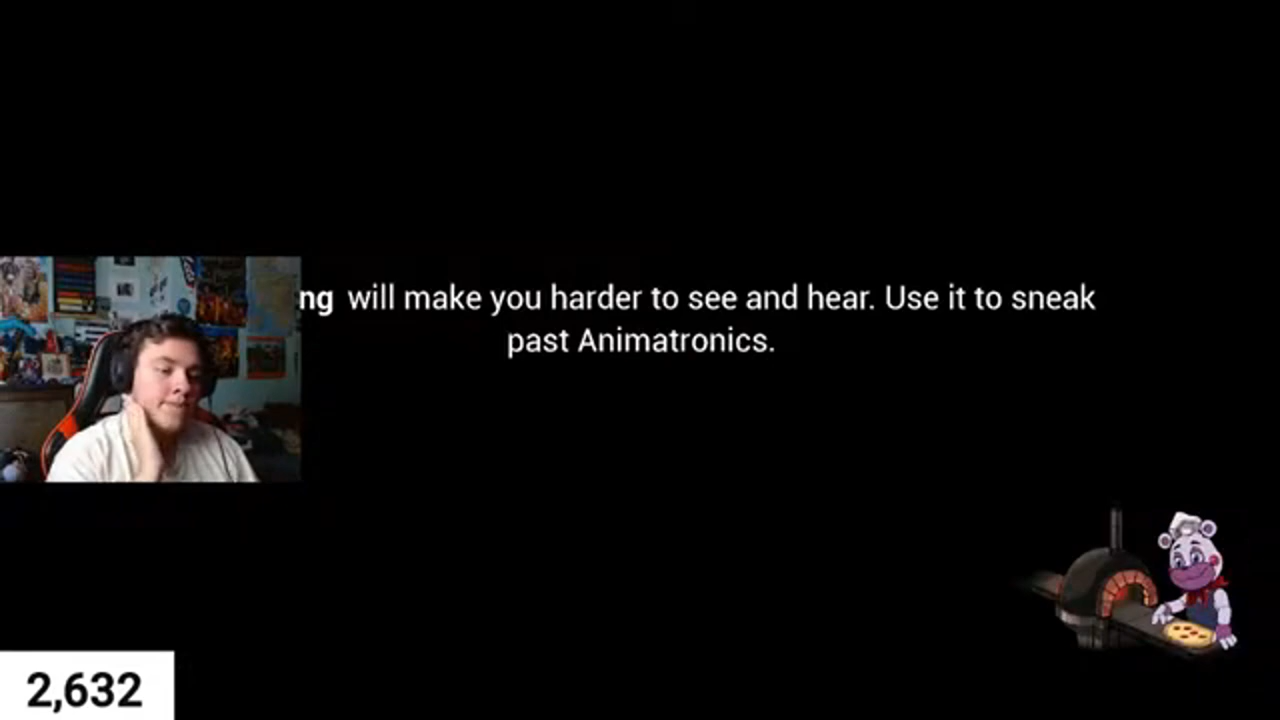 ng will make you harder to see and hear. Use it to sneak
past Animatronics.
2,632